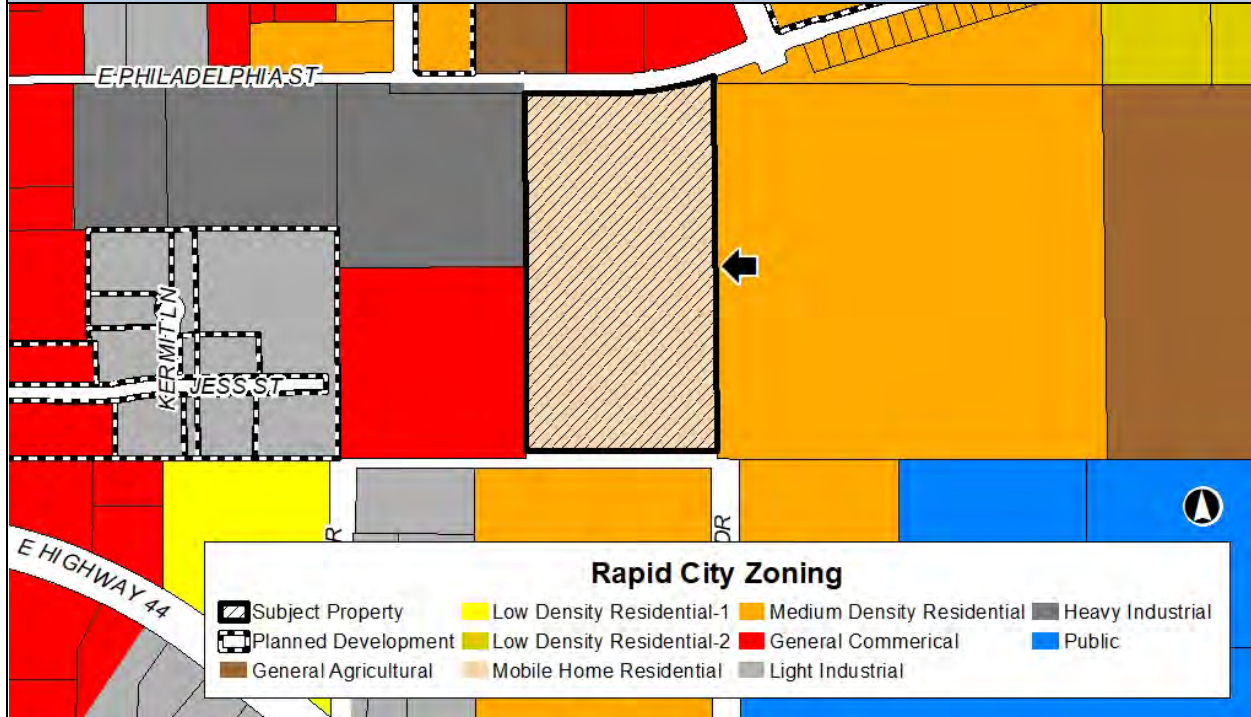 E PHILADELPHIA ST
KERMIT LN
JESS ST
E HIGHWAY 44
R
DR
Rapid City Zoning
Subject Property
Low Density Residential-1
Medium Density Residential
Heavy Industrial
Planned Development
Low Density Residential-2
General Commerical
Public
General Agricultural
Mobile Home Residential
Light Industrial